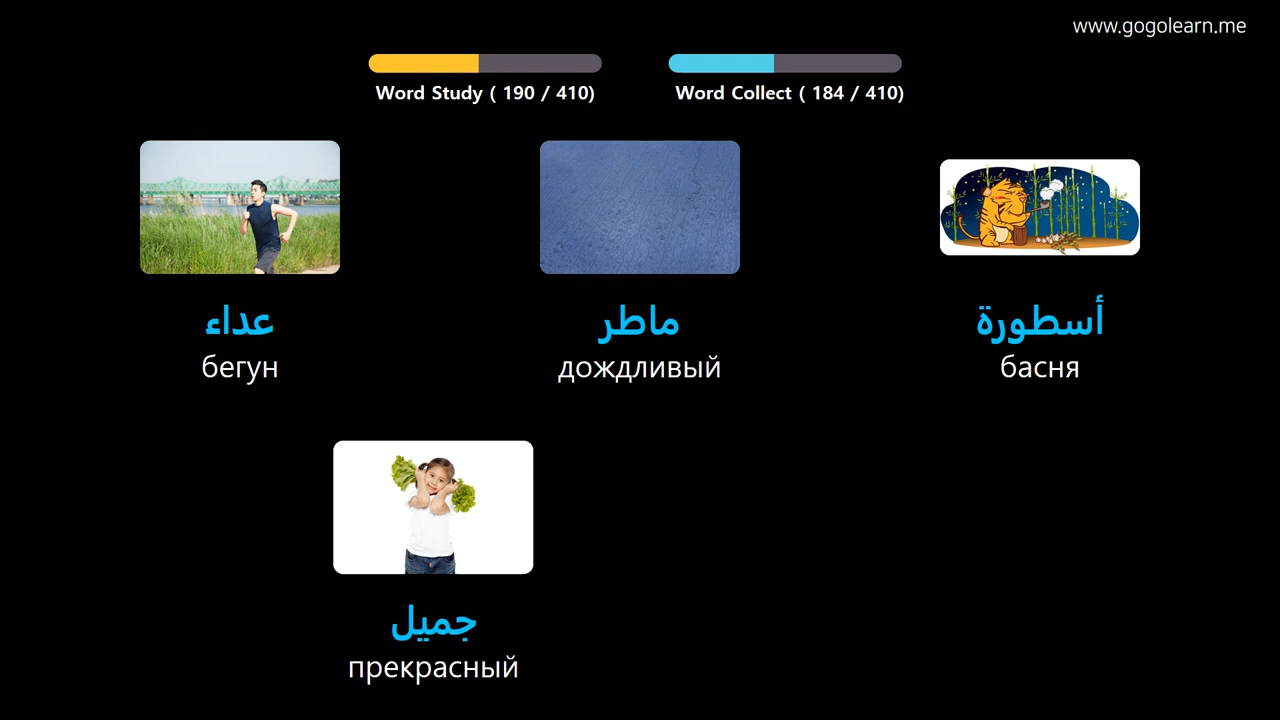 www.gogolearn.me
Word Study ( 190 / 410)
Word Collect ( 184 / 410)
عداء
бегун
ماطر
дождливый
أسطورة
басня
جميل
прекрасный